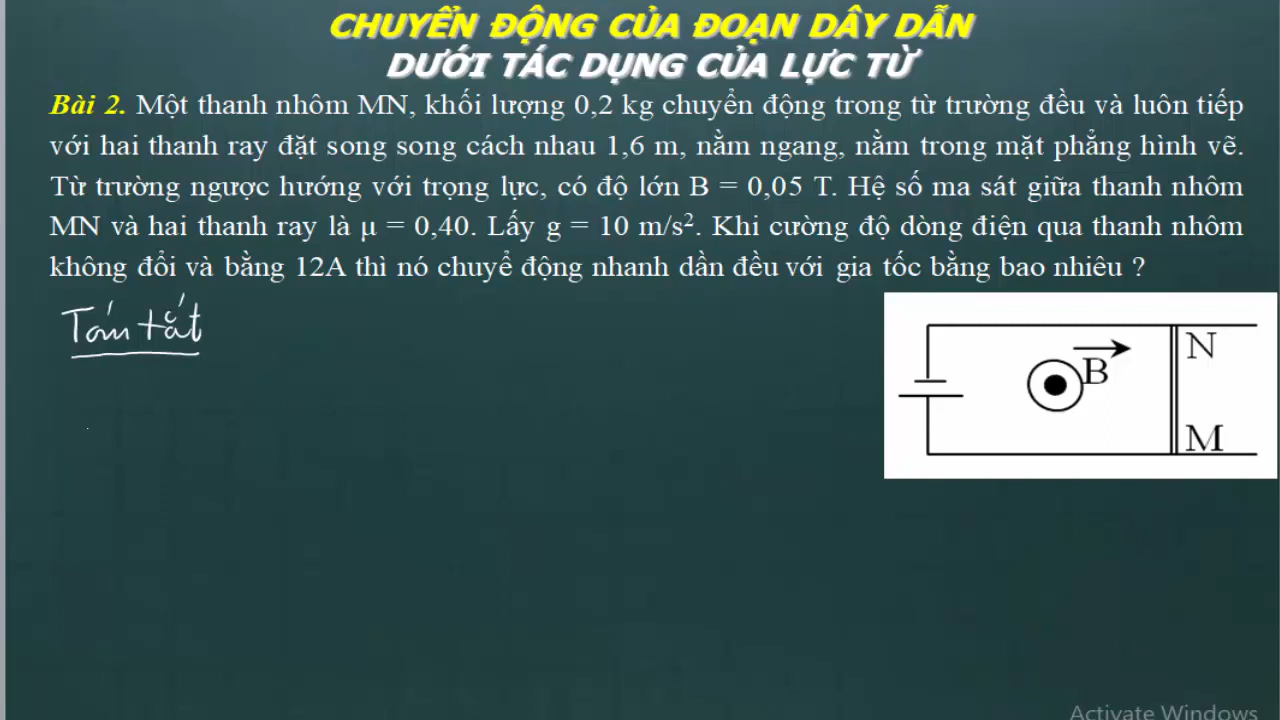 CHUYỂN ĐỘNG CỦA ĐOẠN DÂY DẪN
DƯỚI TÁC DỤNG CỦA LỰC TỪ
Bài 2. Một thanh nhôm MN, khối lượng 0,2 kg chuyển động trong từ trường đều và luôn tiếp
với hai thanh ray đặt song song cách nhau 1,6 m, nằm ngang, nằm trong mặt phẳng hình vẽ.
Từ trường ngược hướng với trọng lực, có độ lớn B = 0,05 T. Hệ số ma sát giữa thanh nhôm
MN và hai thanh ray là μ = 0,40. Lấy g = 10 m/s². Khi cường độ dòng điện qua thanh nhôm
không đổi và bằng 12A thì nó chuyể động nhanh dần đều với gia tốc bằng bao nhiêu ?
Tóm tắt
N
B
M
Activate Windows